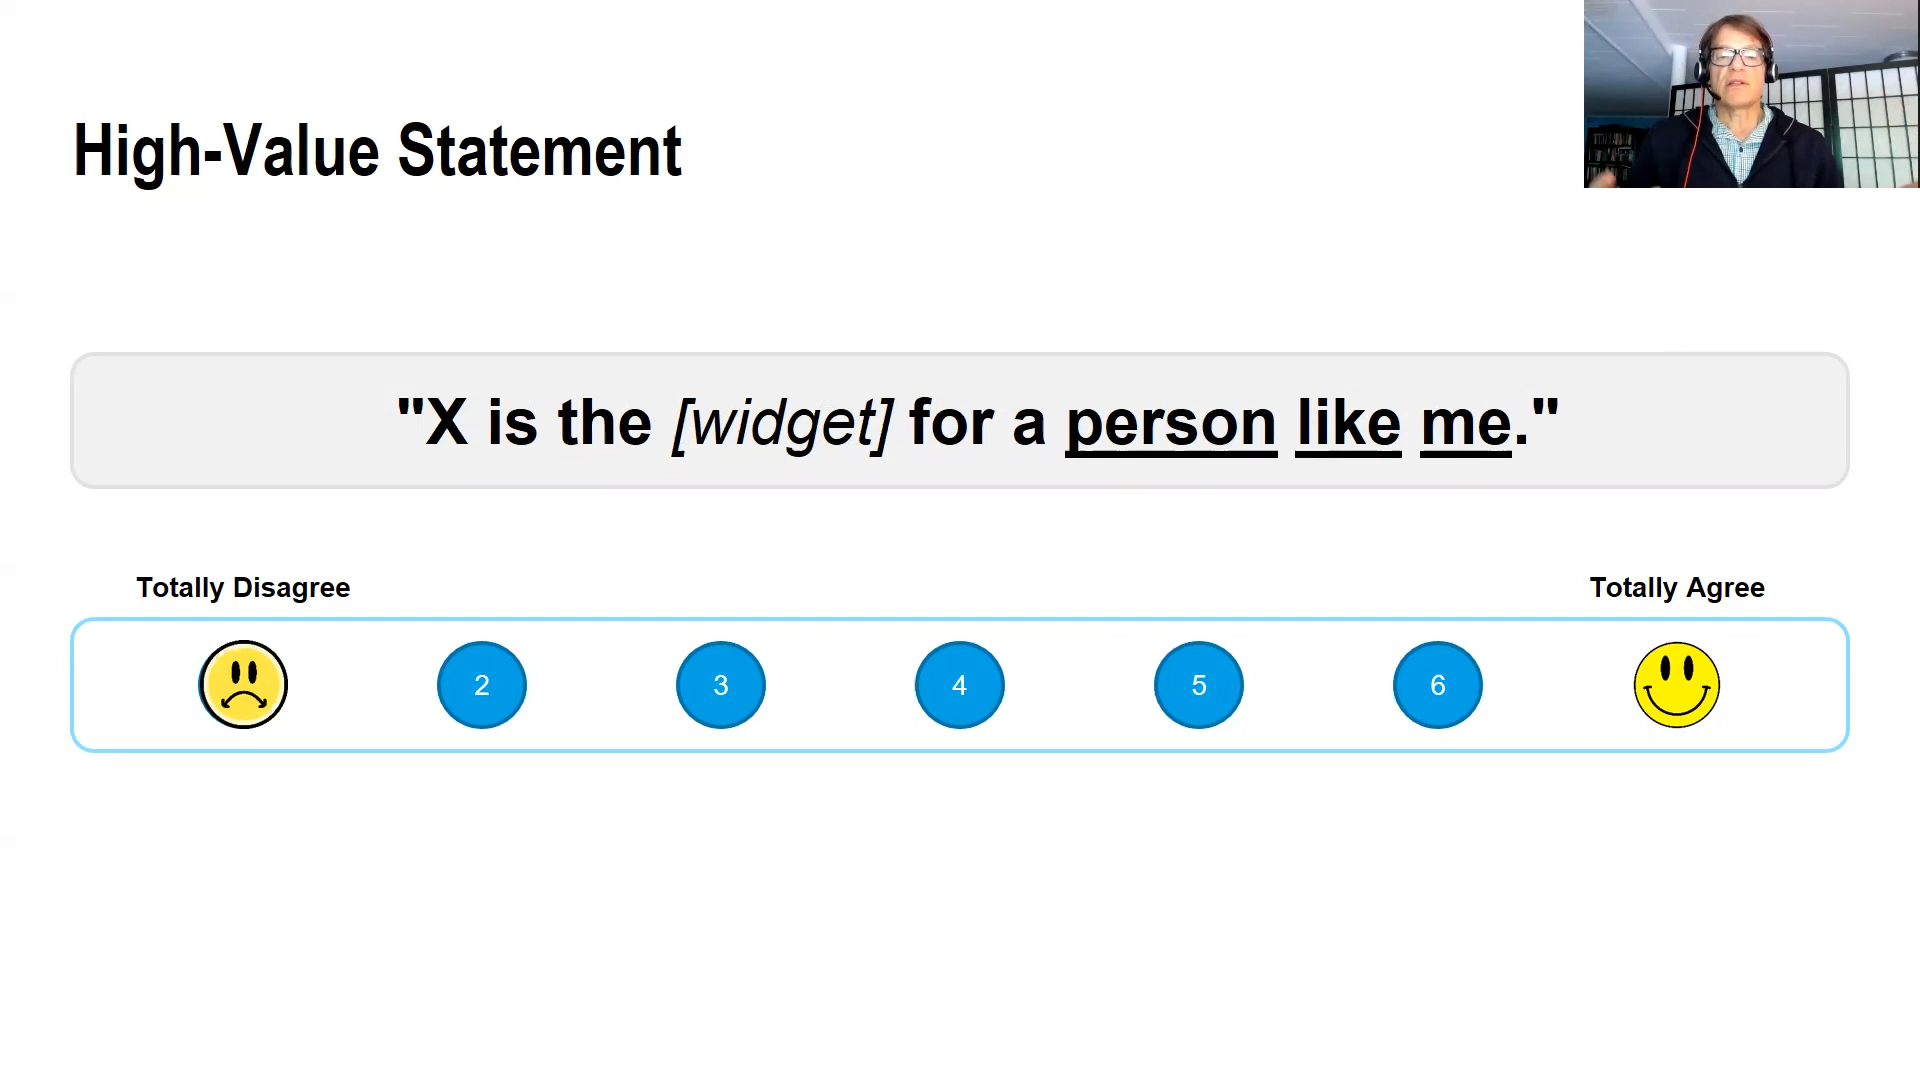 High-Value Statement
"X is the [widget] for a person like me."
Totally Disagree
Totally Agree
2
3
4
5
6